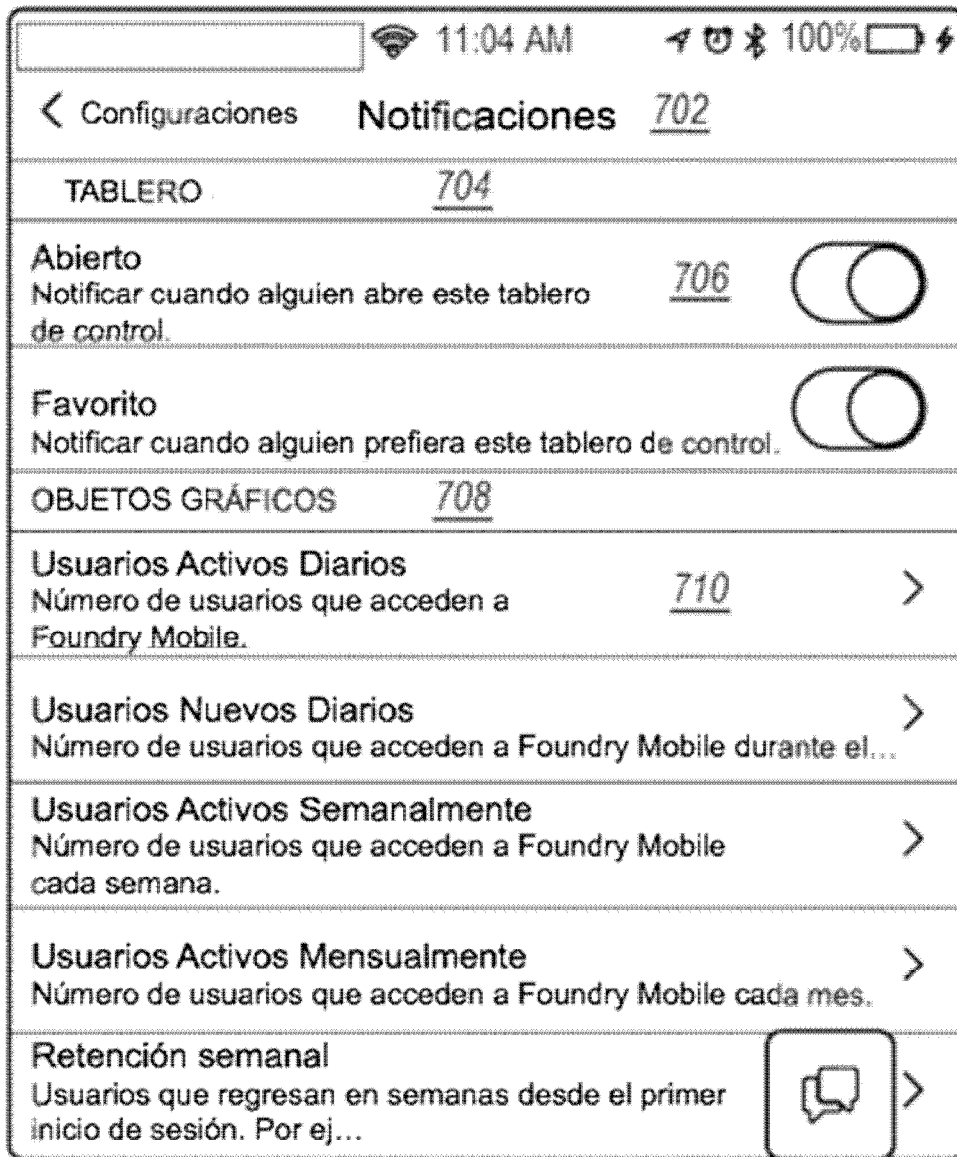 11:04 AM 100%
Configuraciones Notificaciones 702
TABLERO 704
Abierto
Notificar cuando alguien abre este tablero 706
de control.
Favorito
Notificar cuando alguien prefiera este tablero de control.
OBJETOS GRÁFICOS 708
Usuarios Activos Diarios
Número de usuarios que acceden a 710
Foundry Mobile.
Usuarios Nuevos Diarios
Número de usuarios que acceden a Foundry Mobile durante el...
Usuarios Activos Semanalmente
Número de usuarios que acceden a Foundry Mobile
cada semana.
Usuarios Activos Mensualmente
Número de usuarios que acceden a Foundry Mobile cada mes.
Retención semanal
Usuarios que regresan en semanas desde el primer
inicio de sesión. Por ej...